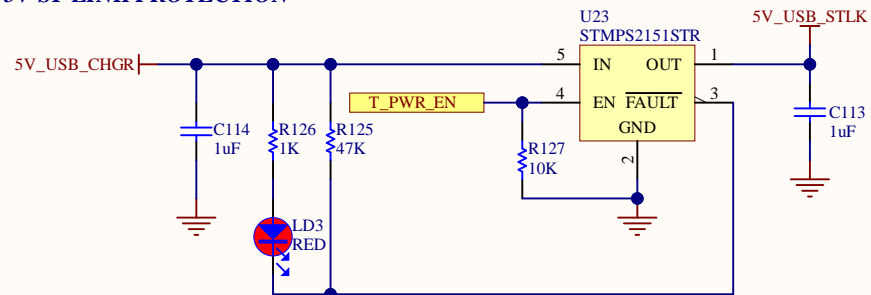 U23
5V_USB_STLK
STMPS2151STR
5V_USB_CHGR
5 IN OUT 1
T_PWR_EN
4 EN FAULT 3
GND
2
C114
1uF
R126
1K
R125
47K
R127
10K
C113
1uF
LD3
RED